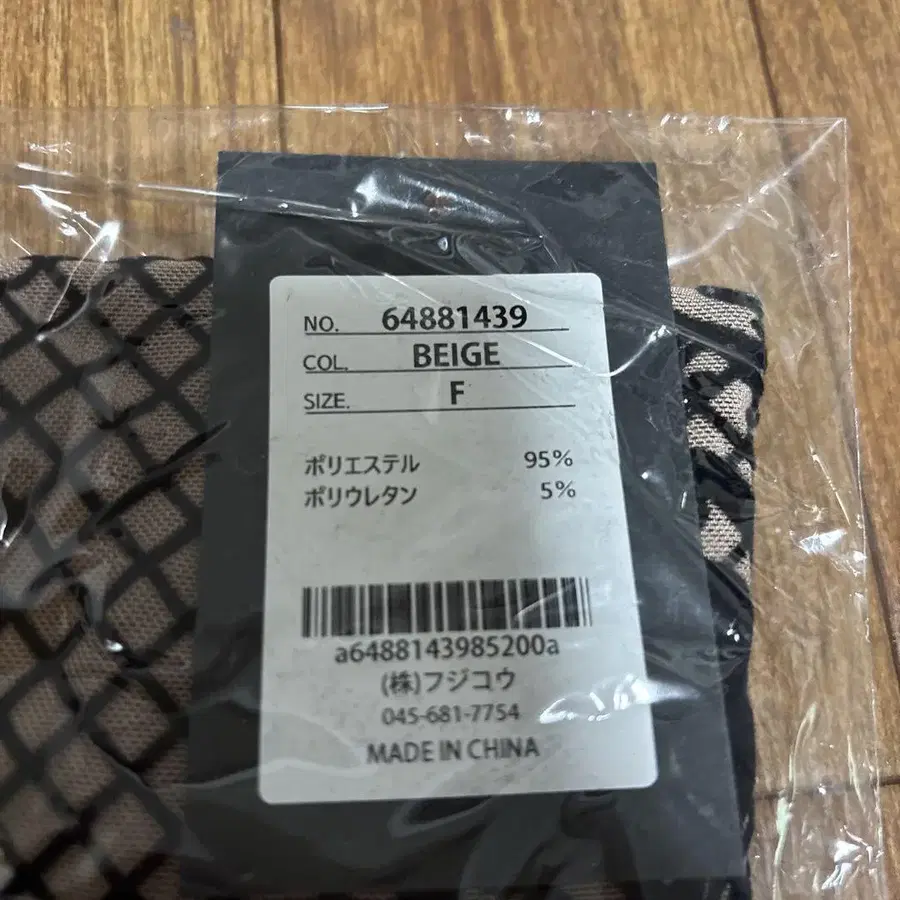 NO. 64881439
COL. BEIGE
SIZE. F
ポリエステル 95%
ポリウレタン 5%
a6488143985200a
(株)フジコウ
045-681-7754
MADE IN CHINA